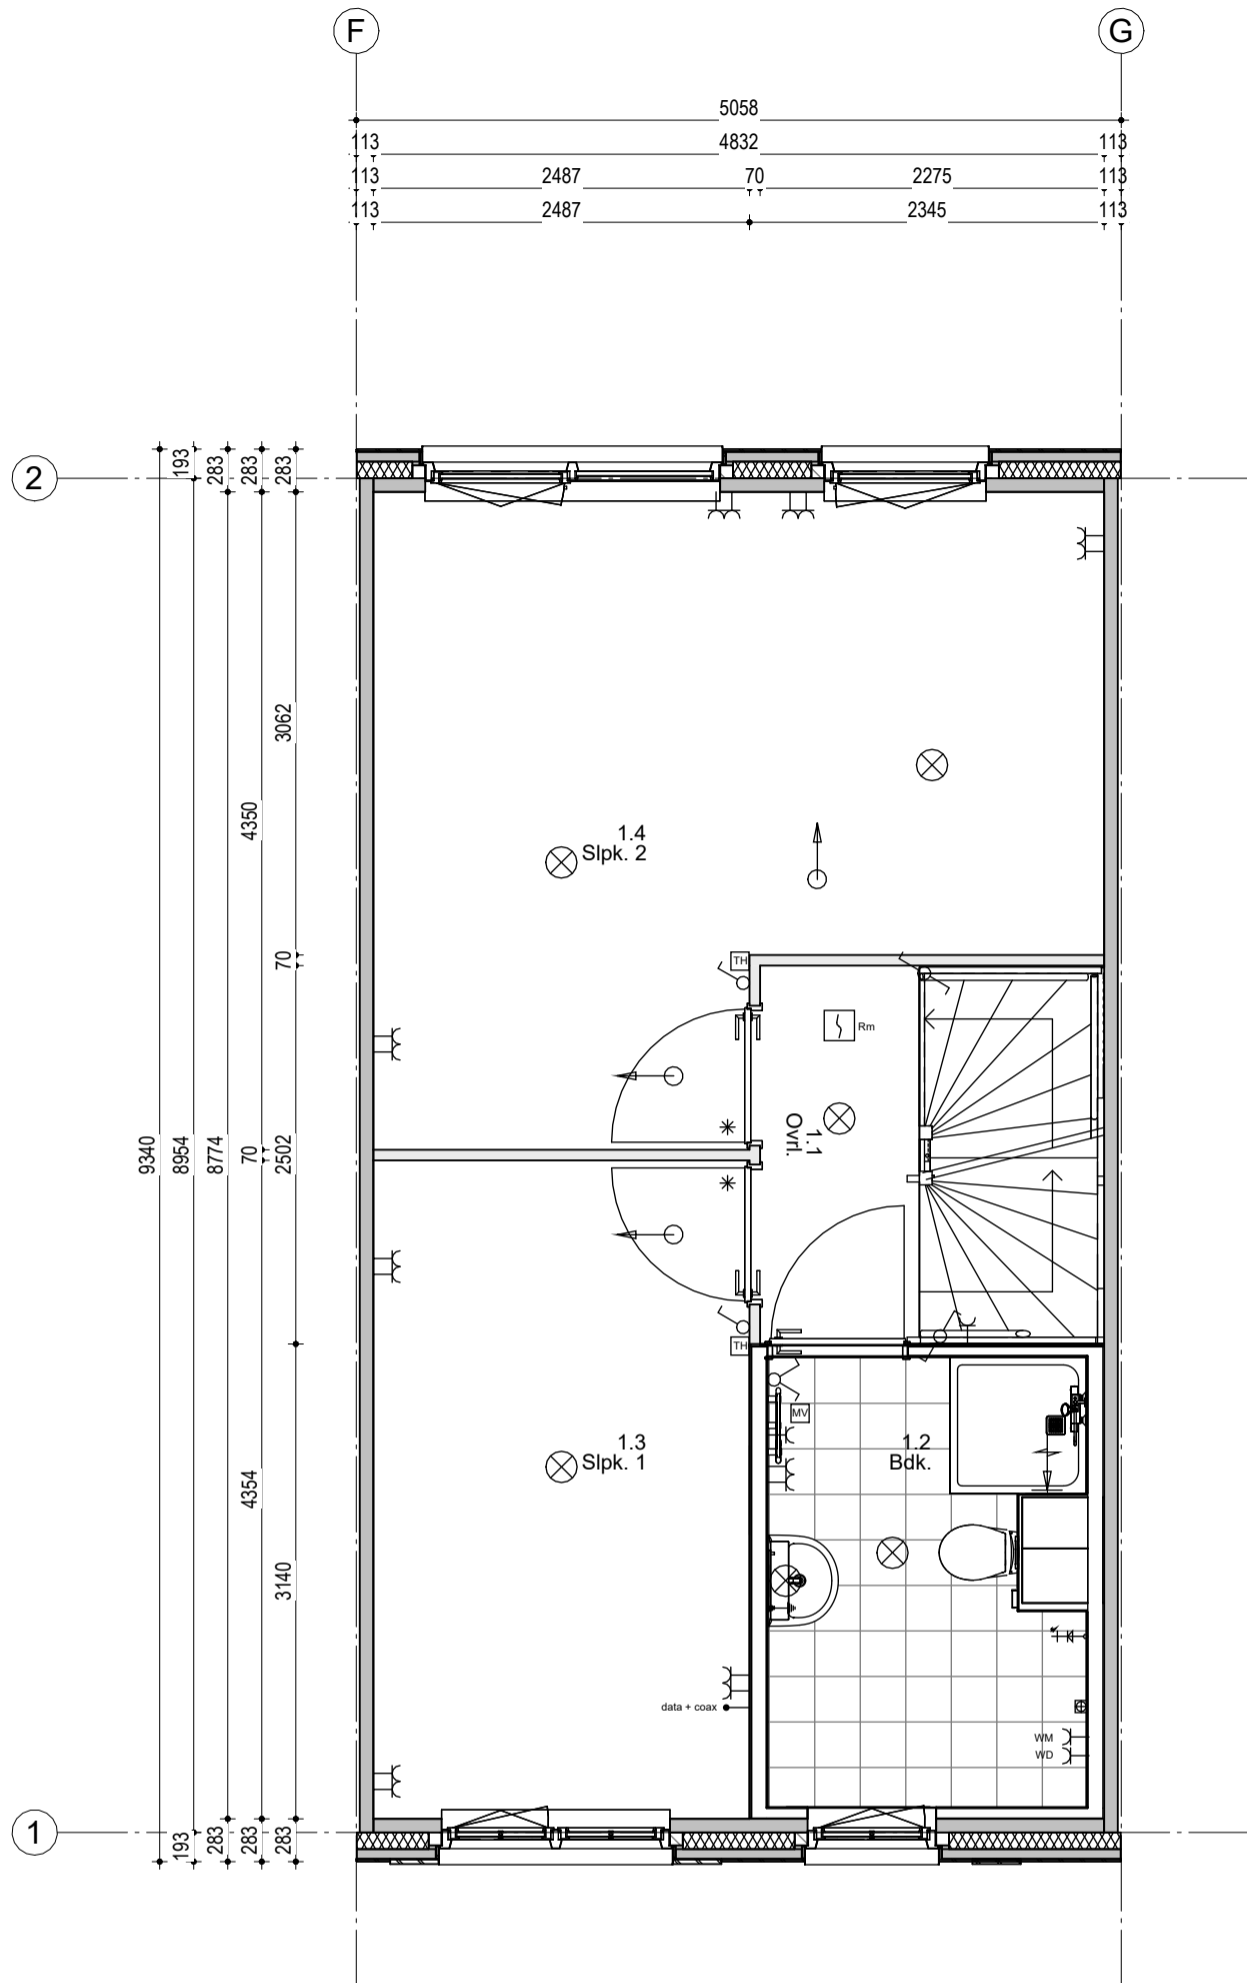 F
G
5058
113
4832
113
113
2487
70
2275
113
113
2487
2345
113
2
193
283
283
283
3062
4350
1.4
Slpk. 2
70
TH
Rm
1.1
Ovrl.
9340
8954
8774
70
2502
TH
MV
1.2
Bdk.
1.3
Slpk. 1
4354
3140
data + coax
WM
WD
1
193
283
283
283